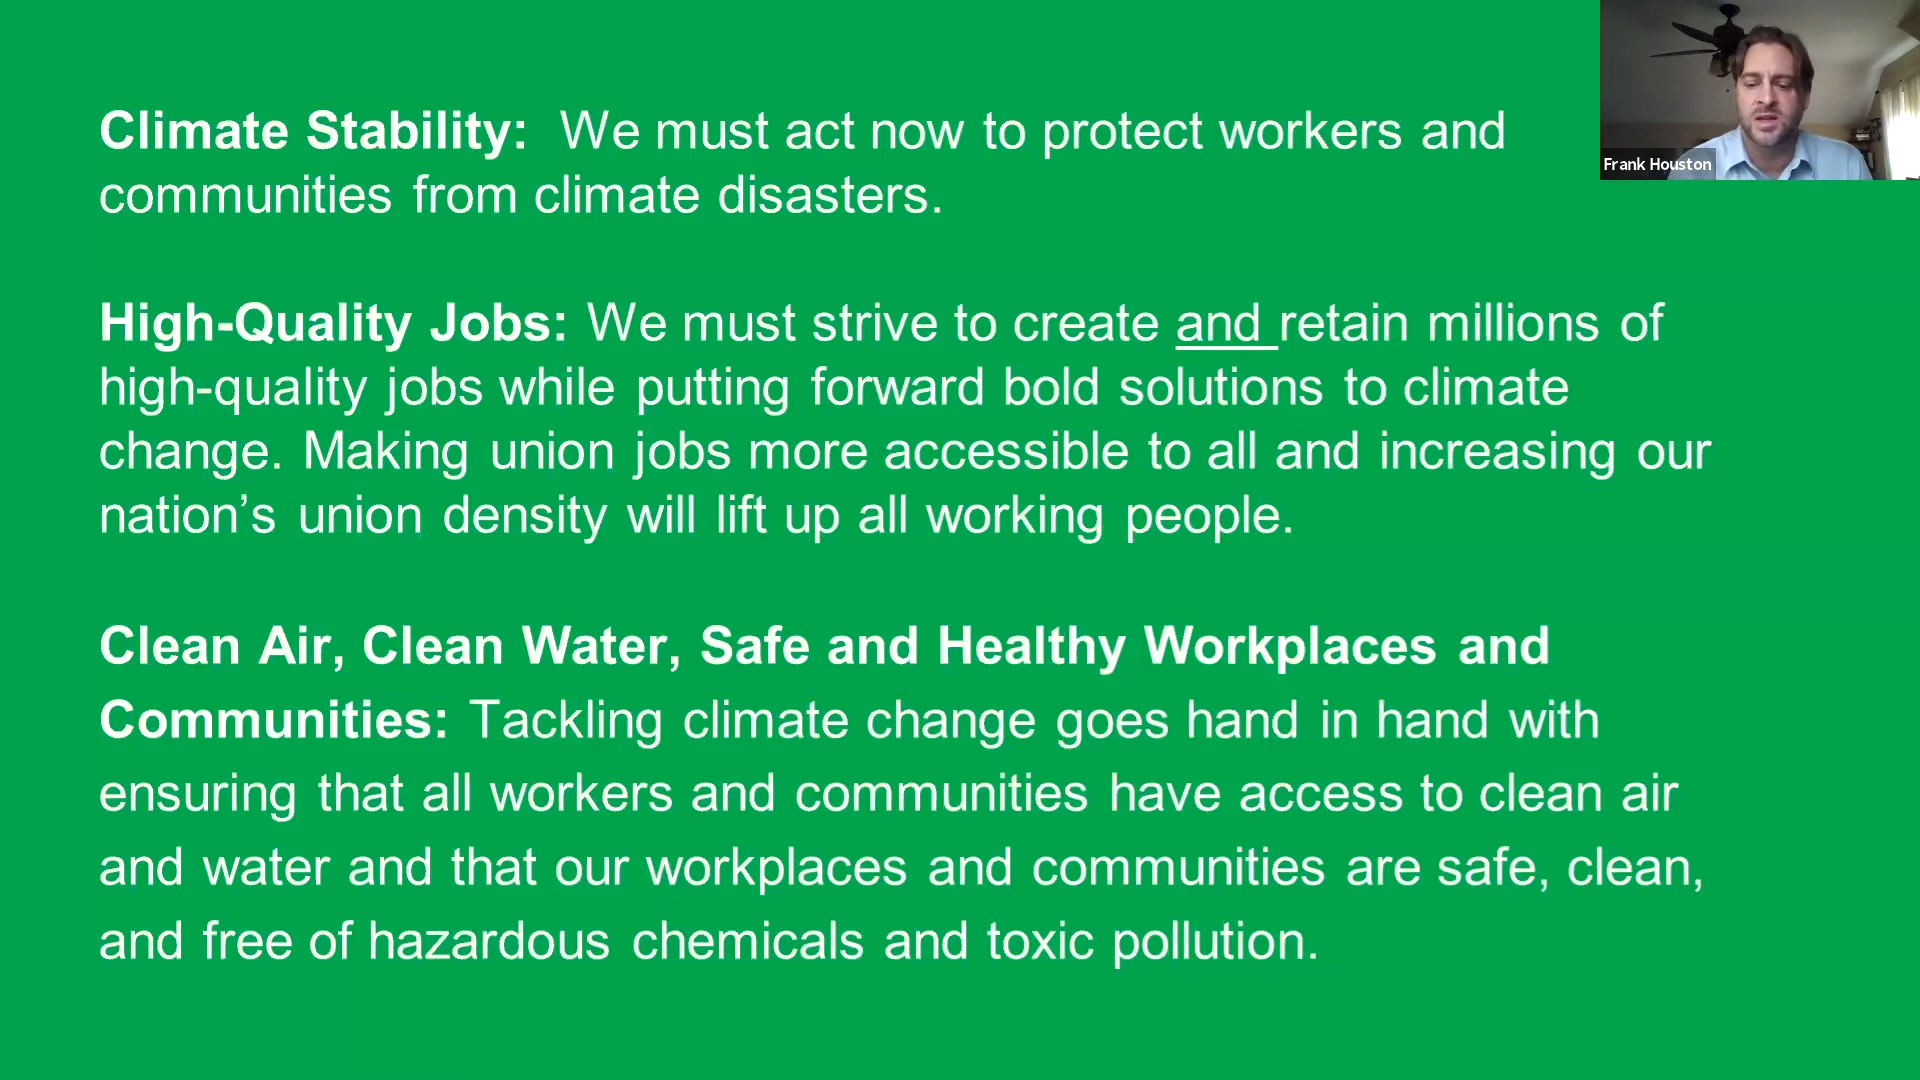 Climate Stability: We must act now to protect workers and
communities from climate disasters.
Frank Houston
High-Quality Jobs: We must strive to create and retain millions of
high-quality jobs while putting forward bold solutions to climate
change. Making union jobs more accessible to all and increasing our
nation’s union density will lift up all working people.
Clean Air, Clean Water, Safe and Healthy Workplaces and
Communities: Tackling climate change goes hand in hand with
ensuring that all workers and communities have access to clean air
and water and that our workplaces and communities are safe, clean,
and free of hazardous chemicals and toxic pollution.